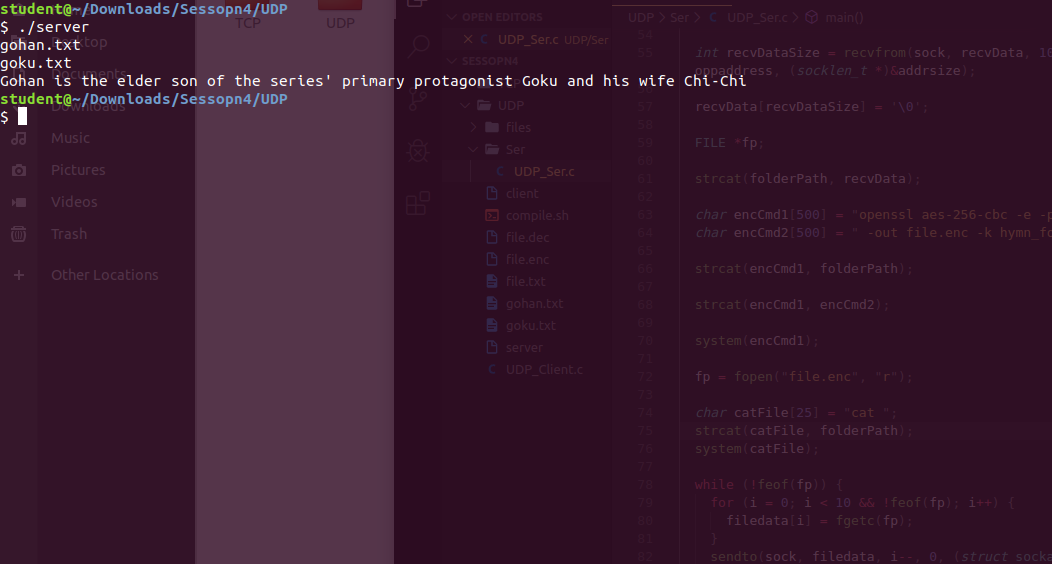 student@~/Downloads/Sessopn4/UDP
$ ./server
gohan.txt
goku.txt
Gohan is the elder son of the series' primary protagonist Goku and his wife Chi-Chi
student@~/Downloads/Sessopn4/UDP
$
TCP
UDP
Desktop
Documents
Downloads
Music
Pictures
Videos
Trash
+ Other Locations
OPEN EDITORS
C UDP_Ser.c UDP/Ser
SESSOPN4
UDP
files
Ser
C UDP_Ser.c
client
compile.sh
file.dec
file.enc
file.txt
gohan.txt
goku.txt
server
C UDP_Client.c
UDP > Ser > C UDP_Ser.c > main()
54
55 int recvDataSize = recvfrom(sock, recvData, 10
oppaddress, (socklen_t *)&addrsize);
57 recvData[recvDataSize] = '\0';
58
59 FILE *fp;
60
61 strcat(folderPath, recvData);
62
63 char encCmd1[500] = "openssl aes-256-cbc -e -p
64 char encCmd2[500] = " -out file.enc -k hymn_fo
65
66 strcat(encCmd1, folderPath);
67
68 strcat(encCmd1, encCmd2);
69
70 system(encCmd1);
71
72 fp = fopen("file.enc", "r");
73
74 char catFile[25] = "cat ";
75 strcat(catFile, folderPath);
76 system(catFile);
77
78 while (!feof(fp)) {
79 for (i = 0; i < 10 && !feof(fp); i++) {
80 filedata[i] = fgetc(fp);
81 }
82 sendto(sock, filedata, i--, 0, (struct socka